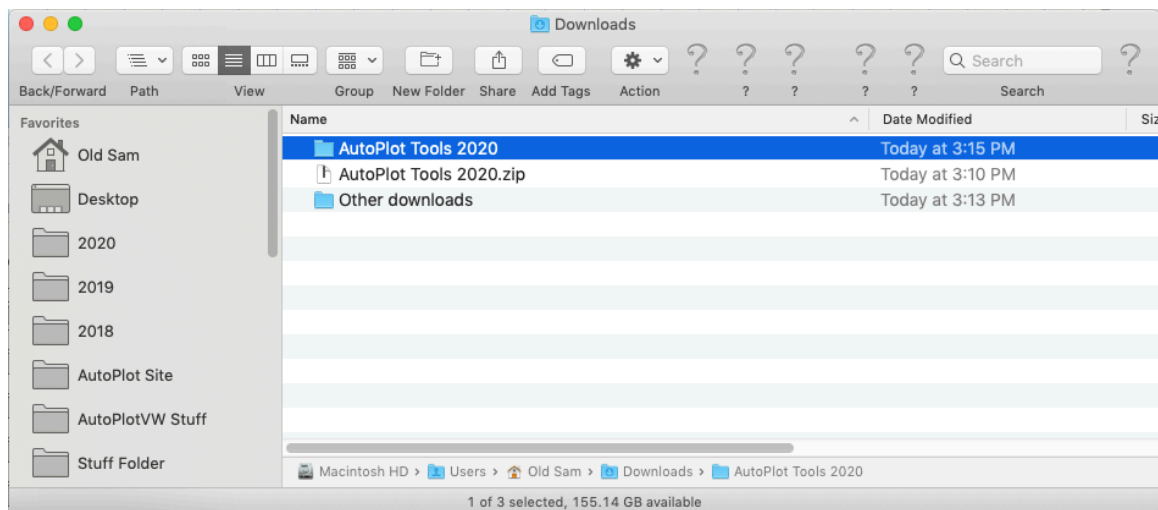 Downloads
? ? ? ? ? Search ?
Back/Forward Path View Group New Folder Share Add Tags Action ? ? ? ? Search
Favorites
Old Sam
Desktop
2020
2019
2018
AutoPlot Site
AutoPlotVW Stuff
Stuff Folder
Name Date Modified Siz
AutoPlot Tools 2020 Today at 3:15 PM
AutoPlot Tools 2020.zip Today at 3:10 PM
Other downloads Today at 3:13 PM
Macintosh HD › Users › Old Sam › Downloads › AutoPlot Tools 2020
1 of 3 selected, 155.14 GB available